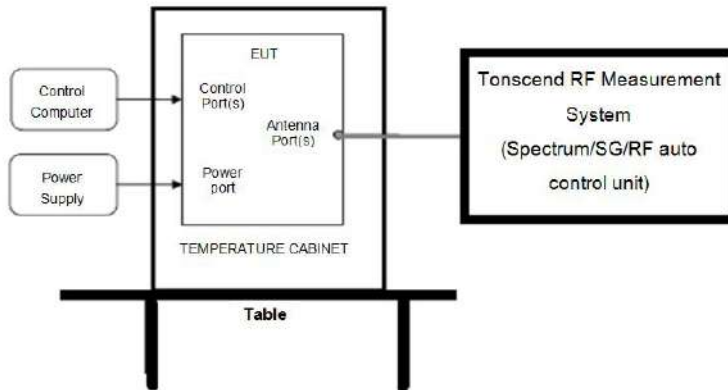 Control
Computer
Power
Supply
EUT
Control
Port(s)
Antenna
Port(s)
Power
port
TEMPERATURE CABINET
Table
Tonscend RF Measurement
System
(Spectrum/SG/RF auto
control unit)